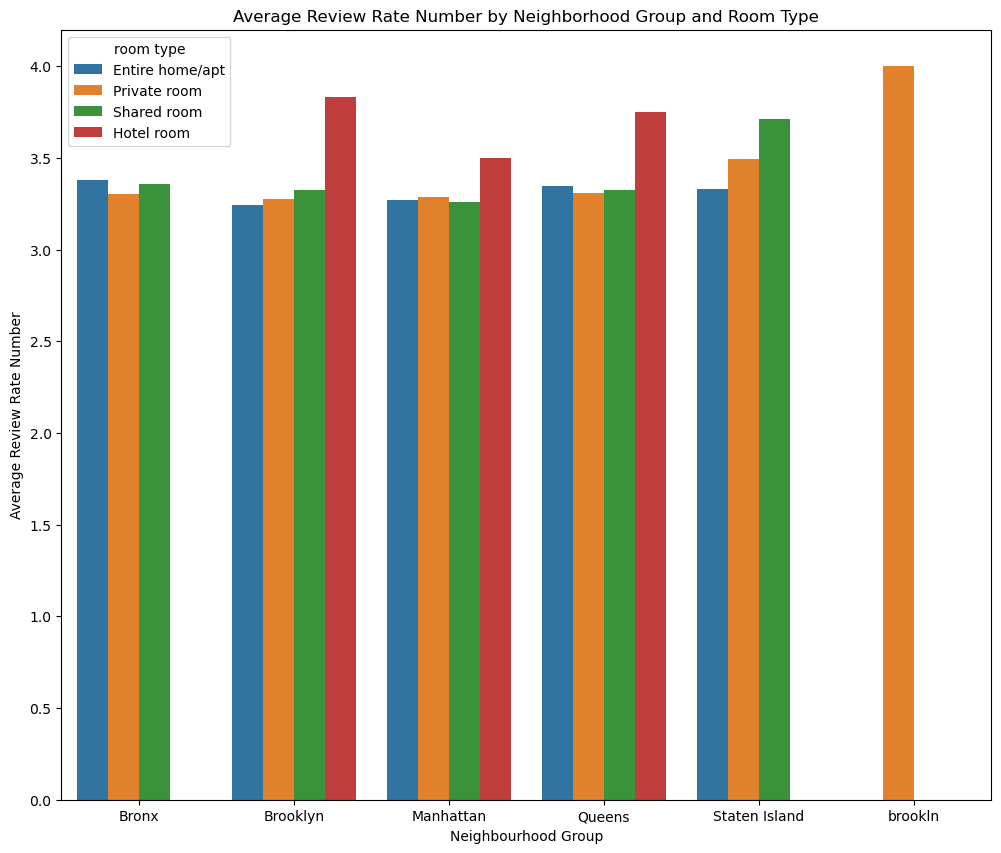 Average Review Rate Number by Neighborhood Group and Room Type
room type
Entire home/apt
Private room
Shared room
Hotel room
4.0
3.5
3.0
2.5
2.0
1.5
1.0
0.5
0.0
Average Review Rate Number
Bronx Brooklyn Manhattan Queens Staten Island brookln
Neighbourhood Group